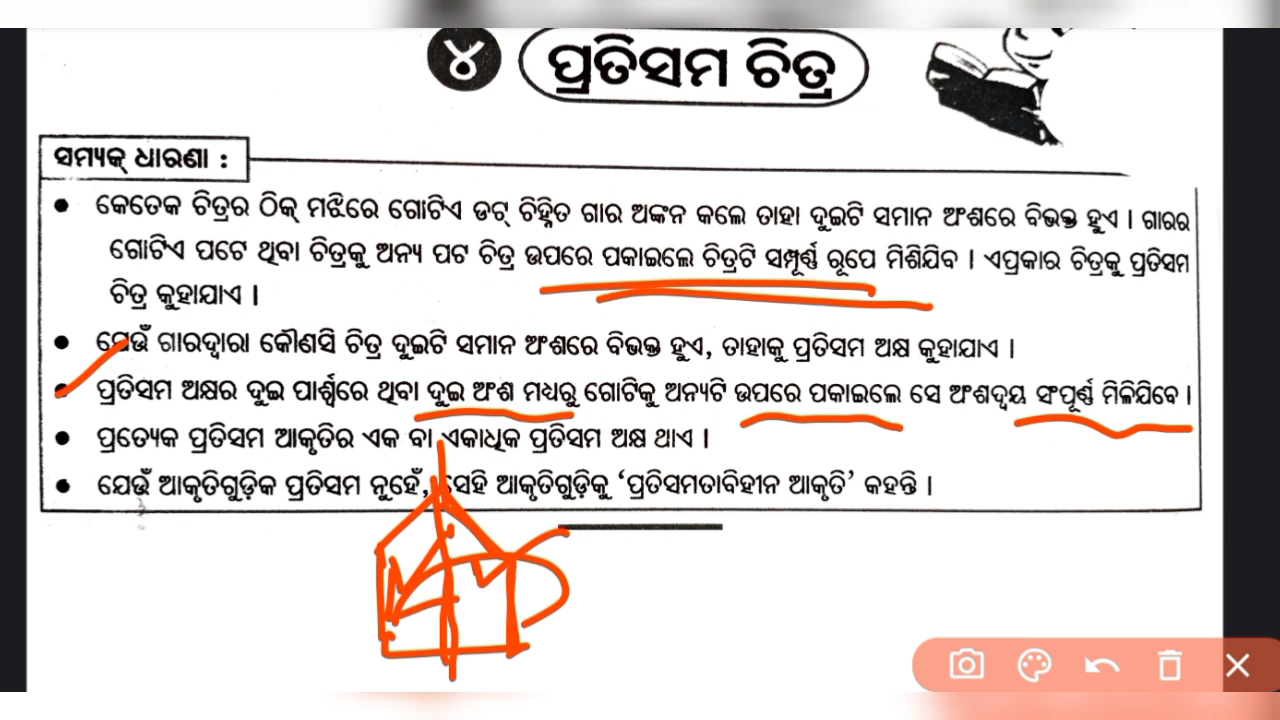 ୪ ପ୍ରତିସମ ଚିତ୍ର
ସମ୍ୟକ୍ ଧାରଣା :
• କେତେକ ଚିତ୍ରର ଠିକ୍ ମଝିରେ ଗୋଟିଏ ଡଟ୍ ଚିହ୍ନିତ ଗାର ଅଙ୍କନ କଲେ ତାହା ଦୁଇଟି ସମାନ ଅଂଶରେ ବିଭକ୍ତ ହୁଏ । ଗାରର
ଗୋଟିଏ ପଟେ ଥିବା ଚିତ୍ରକୁ ଅନ୍ୟ ପଟ ଚିତ୍ର ଉପରେ ପକାଇଲେ ଚିତ୍ରଟି ସମ୍ପୂର୍ଣ୍ଣ ରୂପେ ମିଶିଯିବ । ଏପ୍ରକାର ଚିତ୍ରକୁ ପ୍ରତିସମ
ଚିତ୍ର କୁହାଯାଏ ।
• ଯେଉଁ ଗାରଦ୍ୱାରା କୌଣସି ଚିତ୍ର ଦୁଇଟି ସମାନ ଅଂଶରେ ବିଭକ୍ତ ହୁଏ, ତାହାକୁ ପ୍ରତିସମ ଅକ୍ଷ କୁହାଯାଏ ।
• ପ୍ରତିସମ ଅକ୍ଷର ଦୁଇ ପାର୍ଶ୍ୱରେ ଥିବା ଦୁଇ ଅଂଶ ମଧ୍ୟରୁ ଗୋଟିକୁ ଅନ୍ୟଟି ଉପରେ ପକାଇଲେ ସେ ଅଂଶଦ୍ୱୟ ସଂପୂର୍ଣ୍ଣ ମିଳିଯିବେ ।
• ପ୍ରତ୍ୟେକ ପ୍ରତିସମ ଆକୃତିର ଏକ ବା ଏକାଧିକ ପ୍ରତିସମ ଅକ୍ଷ ଥାଏ ।
• ଯେଉଁ ଆକୃତିଗୁଡ଼ିକ ପ୍ରତିସମ ନୁହେଁ, ସେହି ଆକୃତିଗୁଡ଼ିକୁ ‘ପ୍ରତିସମତାବିହୀନ ଆକୃତି’ କହନ୍ତି ।